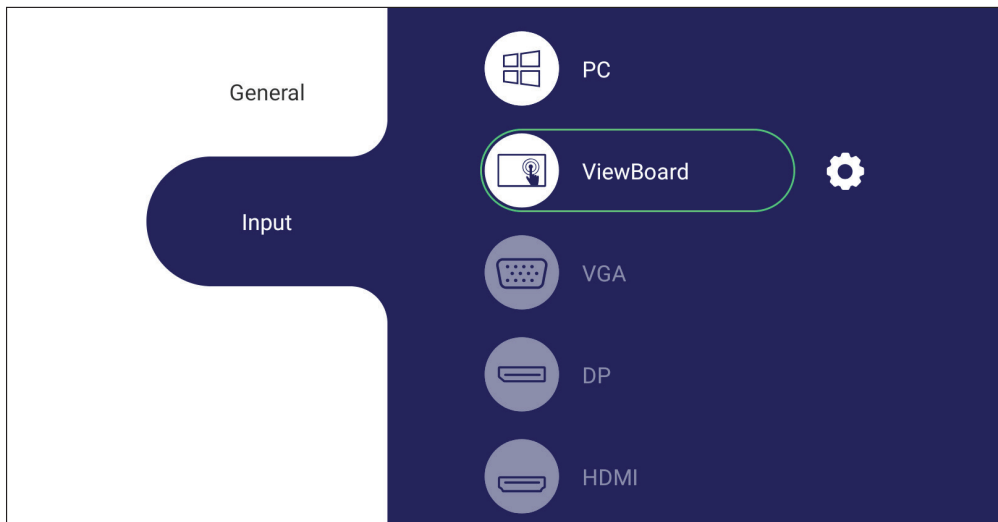 General
Input
PC
ViewBoard
VGA
DP
HDMI